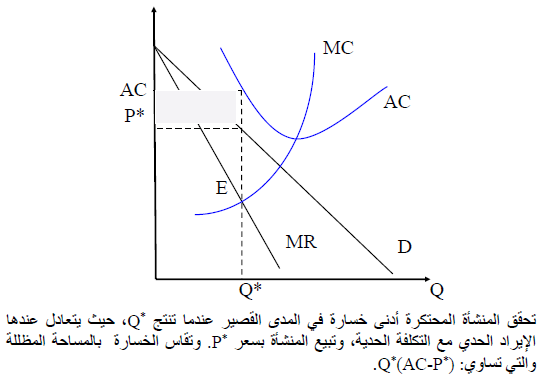 MC
AC
AC
P*
E
MR
D
Q*
Q
تحقق المنشأة المحتكرة أدنى خسارة في المدى القصير عندما تنتج Q*، حيث يتعادل عندها
الإيراد الحدي مع التكلفة الحدية، وتبيع المنشأة بسعر P*. وتقاس الخسارة بالمساحة المظللة
والتي تساوي: Q*(AC-P*).